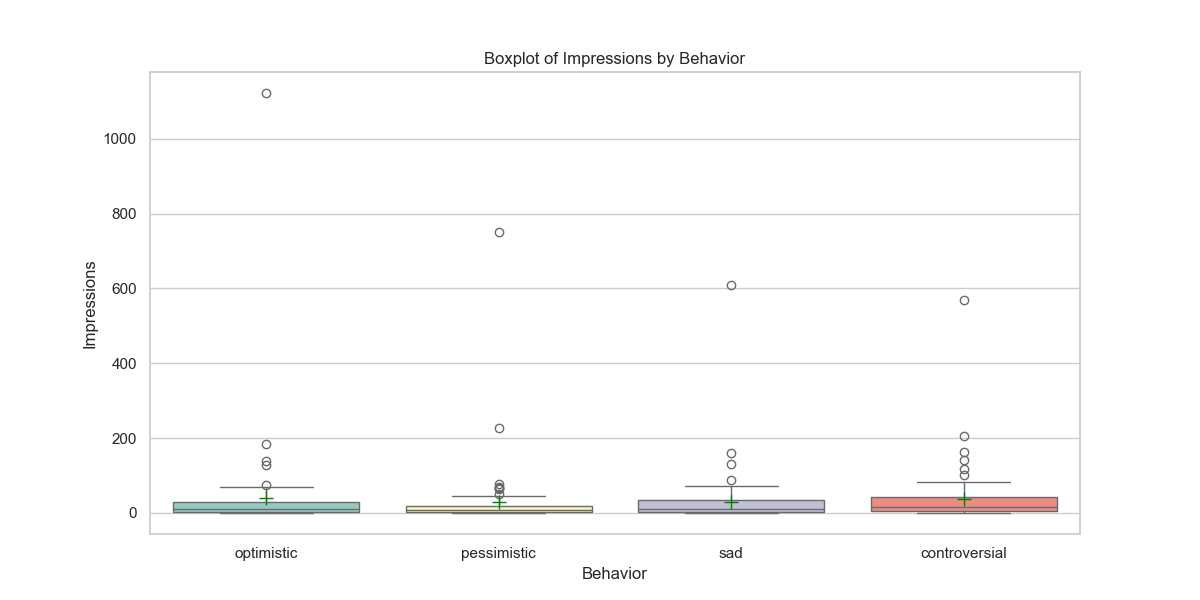 Boxplot of Impressions by Behavior
1000
800
600
400
200
0
Impressions
optimistic pessimistic sad controversial
Behavior